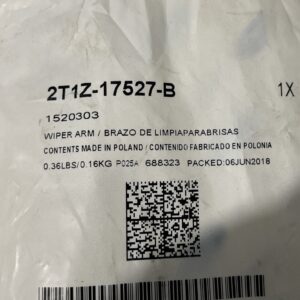 2T1Z-17527-B 1X
1520303
WIPER ARM / BRAZO DE LIMPIAPARABRISAS
CONTENTS MADE IN POLAND / CONTENIDO FABRICADO EN POLONIA
0.36LBS/0.16KG P025A 688323 PACKED:06JUN2018